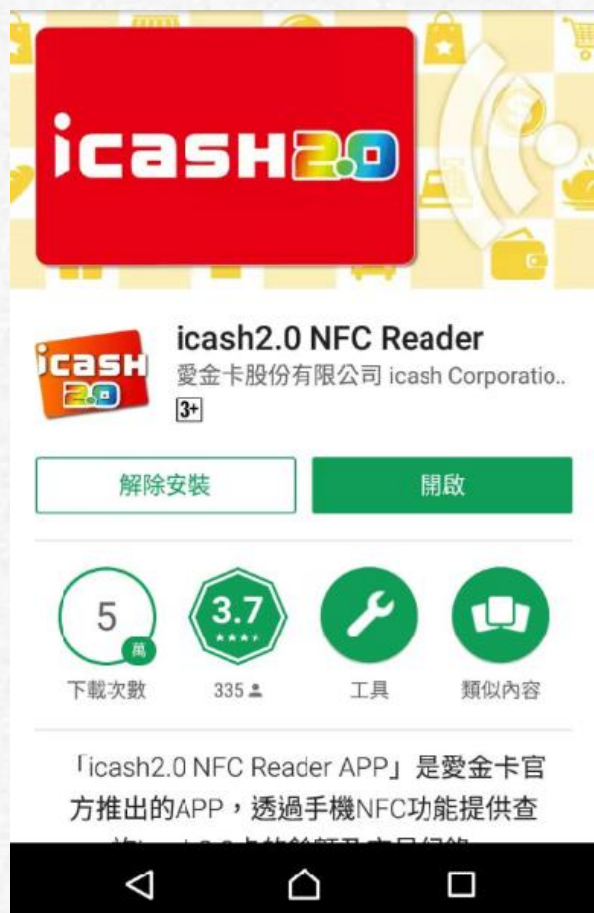 icash2.0
icash2.0 NFC Reader
icash
2.0
愛金卡股份有限公司 icash Corporatio..
3+
解除安裝
開啟
5
萬
3.7
下載次數
335
工具
類似內容
「icash2.0 NFC Reader APP」是愛金卡官
方推出的APP，透過手機NFC功能提供查